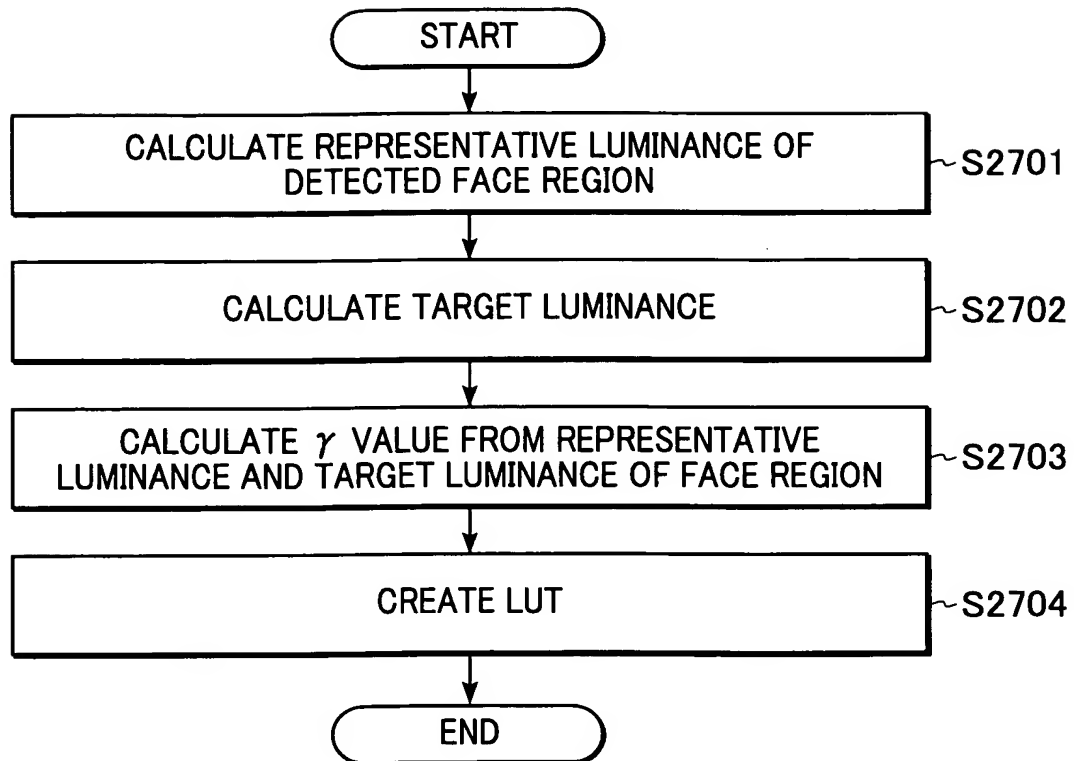 START
CALCULATE REPRESENTATIVE LUMINANCE OF
DETECTED FACE REGION
S2701
CALCULATE TARGET LUMINANCE
S2702
CALCULATE γ VALUE FROM REPRESENTATIVE
LUMINANCE AND TARGET LUMINANCE OF FACE REGION
S2703
CREATE LUT
S2704
END